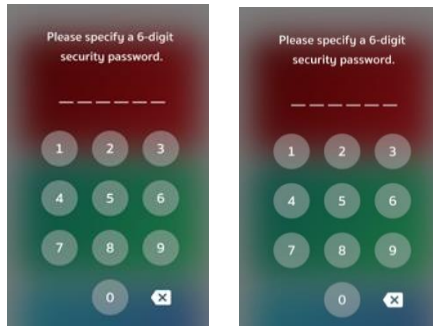 Please specify a 6-digit
security password.
1 2 3
4 5 6
7 8 9
0
Please specify a 6-digit
security password.
1 2 3
4 5 6
7 8 9
0